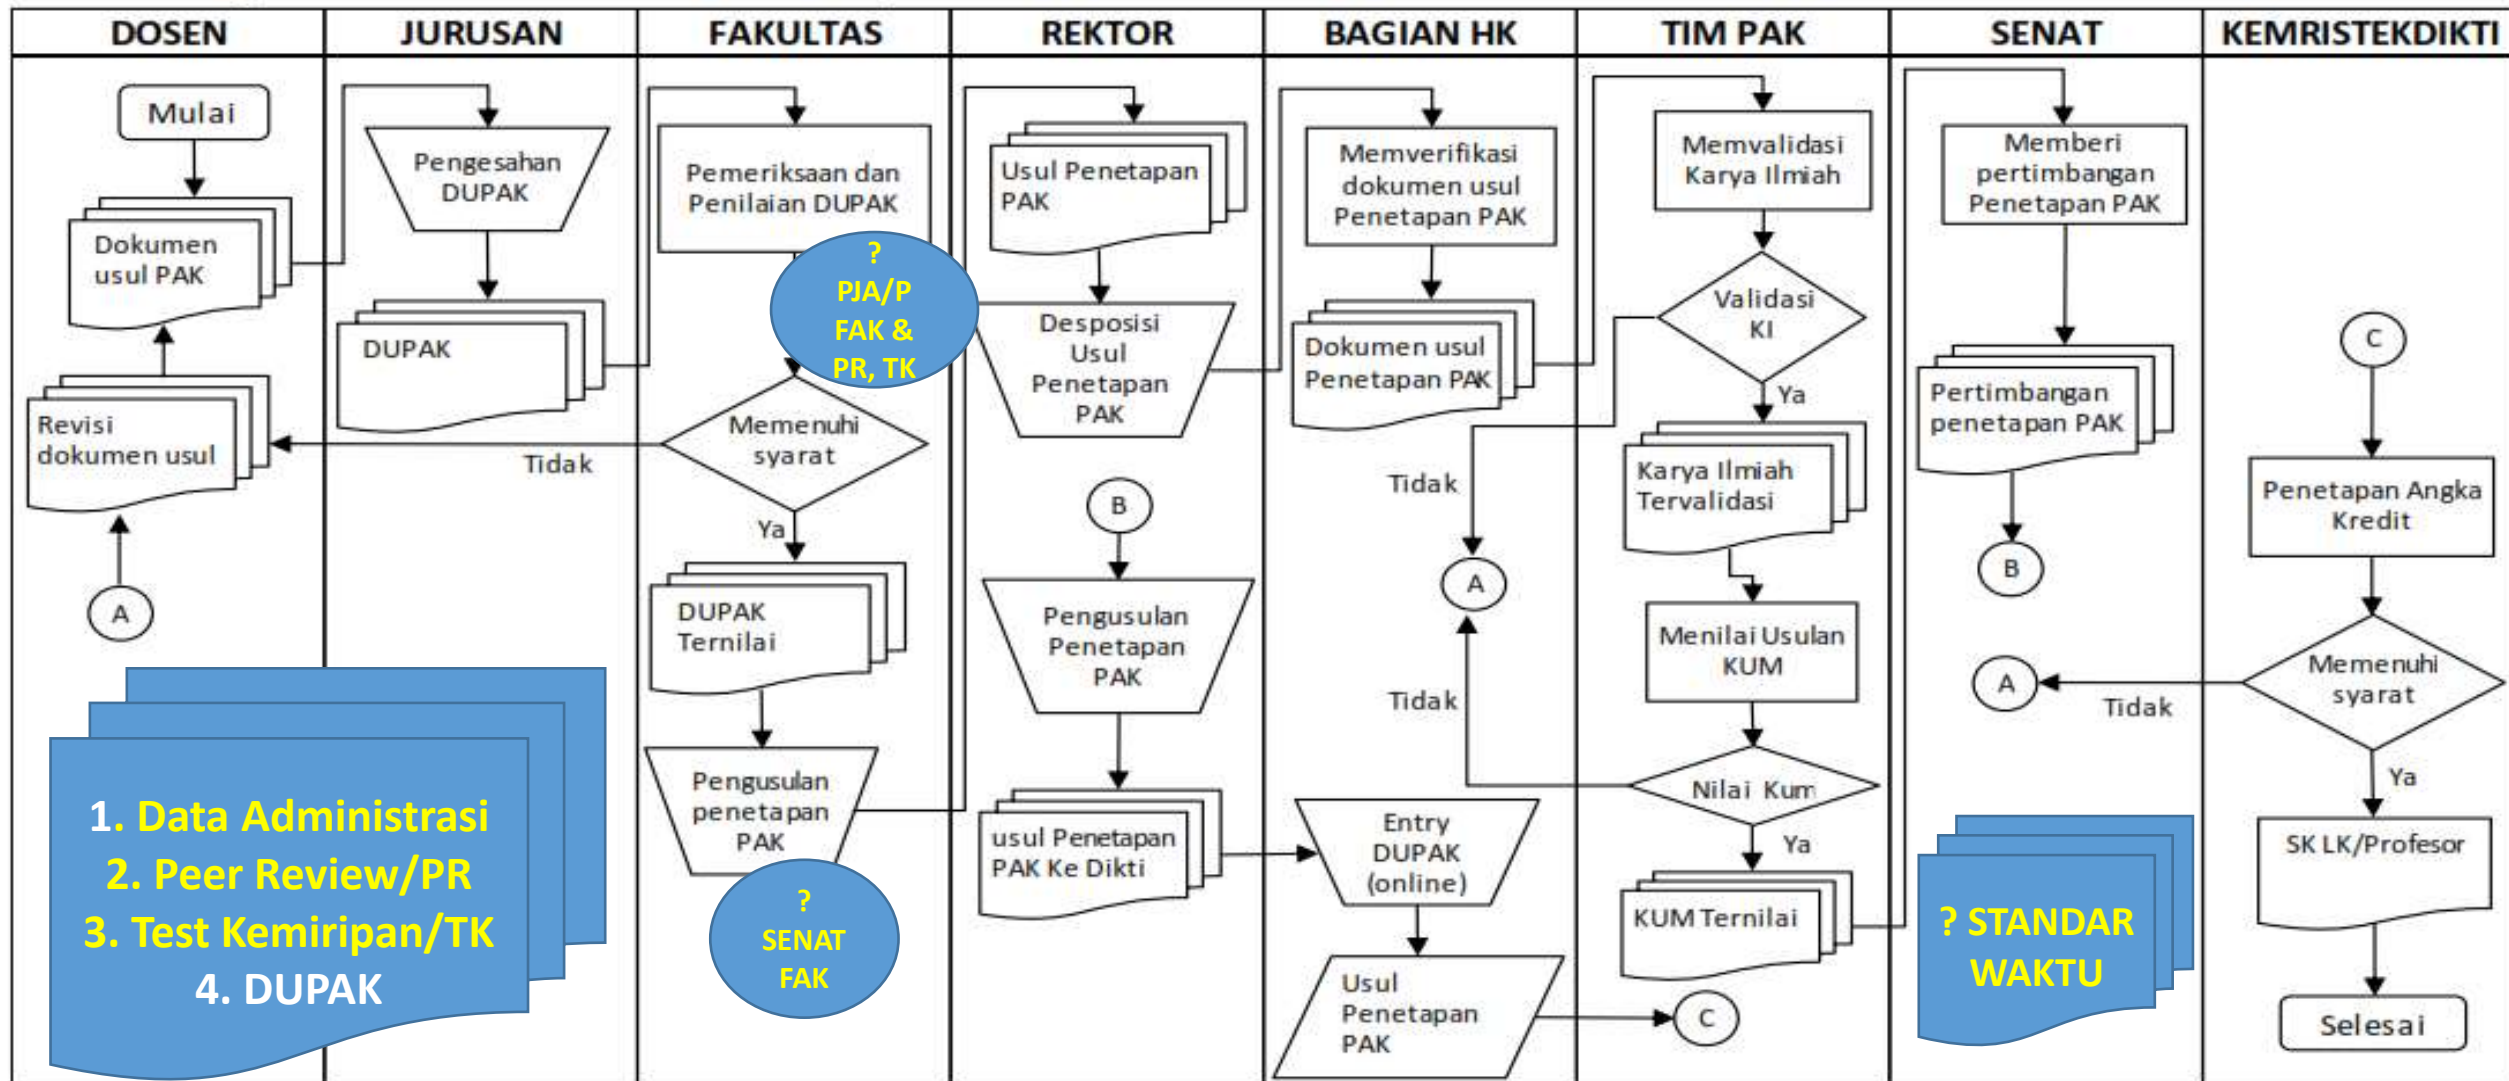 DOSEN
JURUSAN
FAKULTAS
REKTOR
BAGIAN HK
TIM PAK
SENAT
KEMRISTEKDIKTI
Mulai
Dokumen
usul PAK
Revisi
dokumen usul
A
1. Data Administrasi
2. Peer Review/PR
3. Test Kemiripan/TK
4. DUPAK
Pengesahan
DUPAK
DUPAK
Tidak
Pemeriksaan dan
Penilaian DUPAK
?
PJA/P
FAK &
PR, TK
Memenuhi
syarat
Ya
DUPAK
Ternilai
Pengusulan
penetapan
PAK
?
SENAT
FAK
Usul Penetapan
PAK
Desposisi
Usul
Penetapan
PAK
B
Pengusulan
Penetapan
PAK
usul Penetapan
PAK Ke Dikti
Memverifikasi
dokumen usul
Penetapan PAK
Dokumen usul
Penetapan PAK
Tidak
A
Tidak
Entry
DUPAK
(online)
Usul
Penetapan
PAK
Memvalidasi
Karya Ilmiah
Validasi
KI
Ya
Karya Ilmiah
Tervalidasi
Menilai Usulan
KUM
Nilai Kum
Ya
KUM Ternilai
C
Memberi
pertimbangan
Penetapan PAK
Pertimbangan
penetapan PAK
B
A
Tidak
? STANDAR
WAKTU
C
Penetapan Angka
Kredit
Memenuhi
syarat
Ya
SK LK/Profesor
Selesai